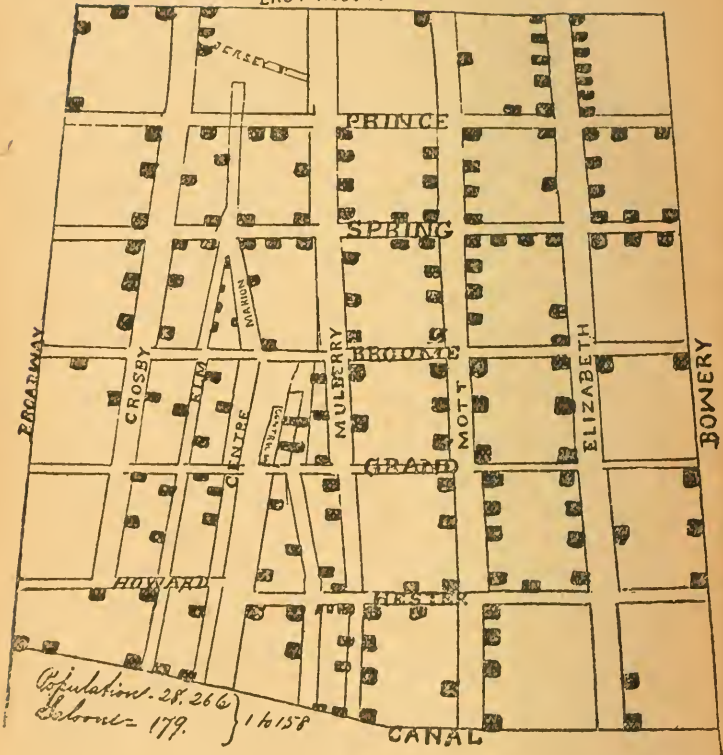 JERSEY
PRINCE
SPRING
MARION
BROADWAY
CROSBY
ELM
CENTRE
CENTRAL
MULBERRY
BROOME
MOTT
ELIZABETH
BOWERY
GRAND
HOWARD
HESTER
Population - 28,266
Saloons = 179. } 1 to 158
CANAL